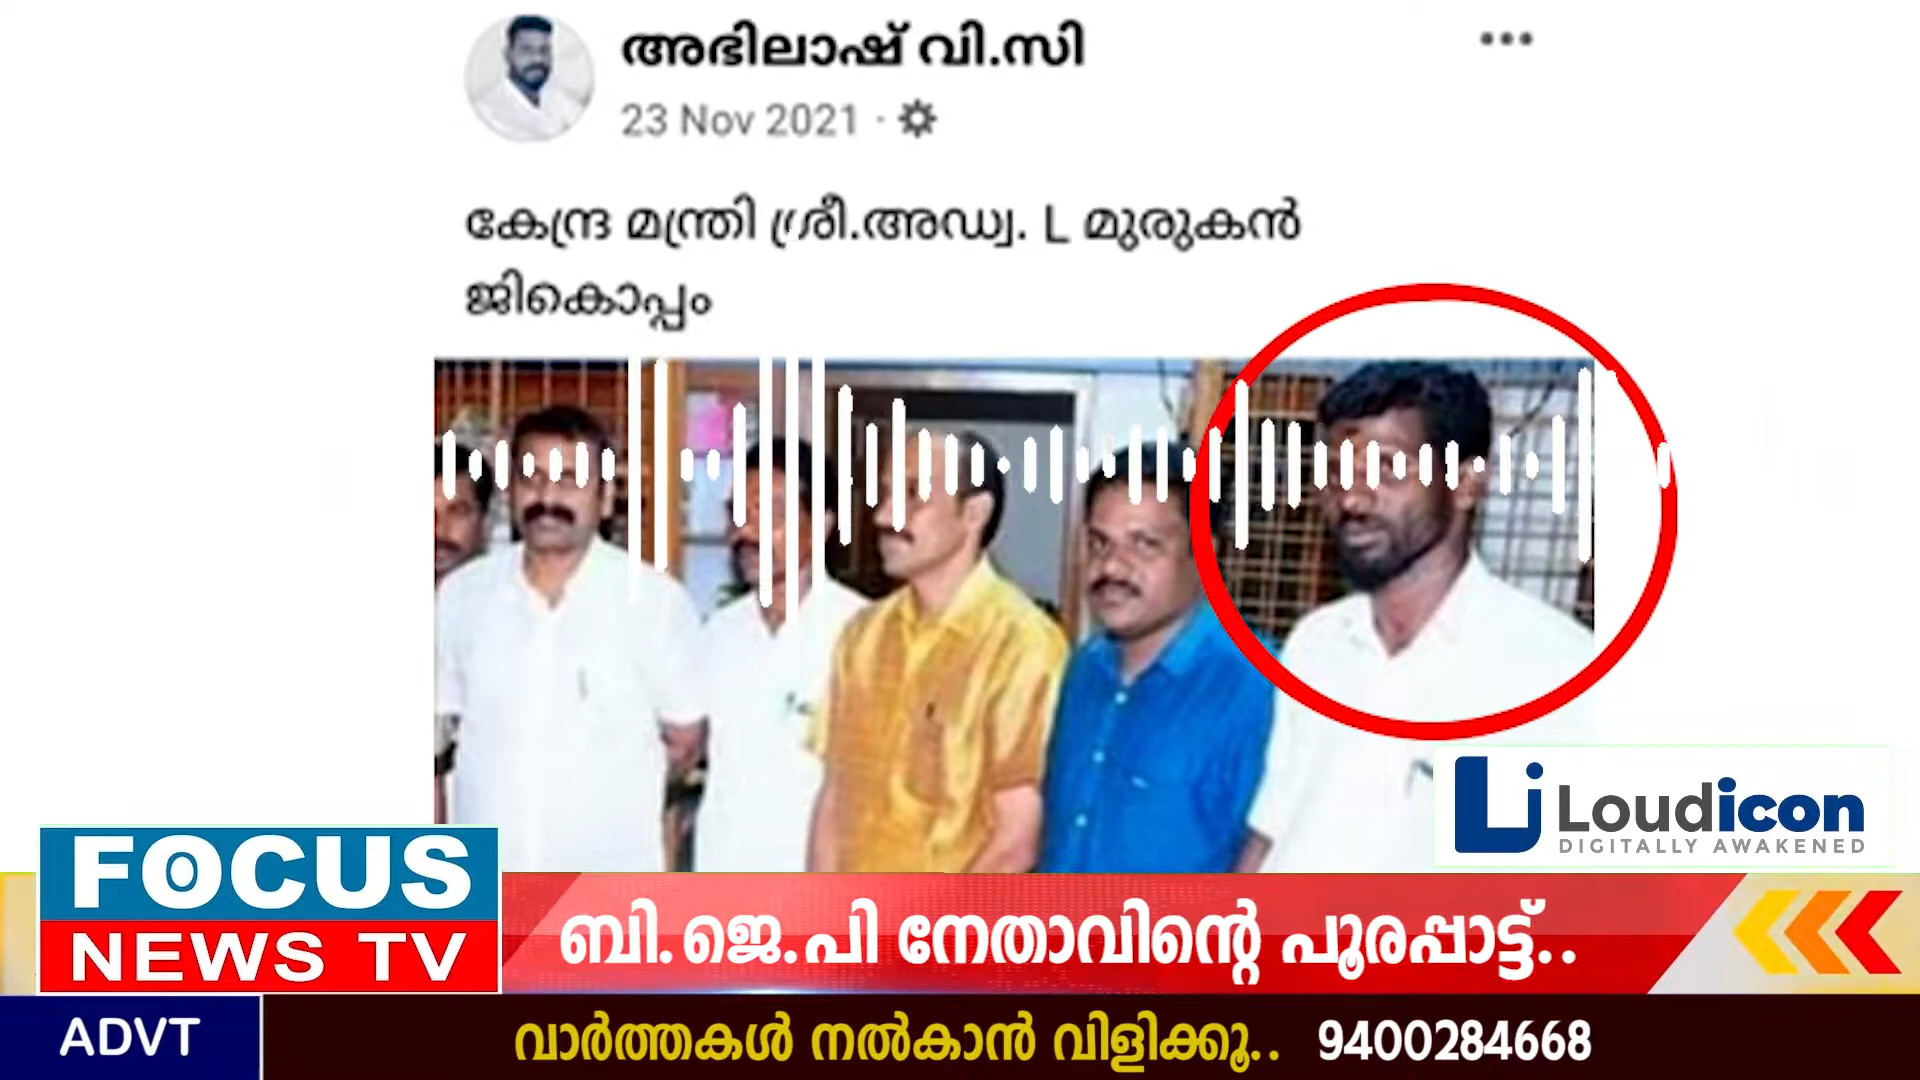 അഭിലാഷ് വി.സി
23 Nov 2021
കേന്ദ്ര മന്ത്രി ശ്രീ.അഡ്വ. L മുരുകൻ
ജികൊപ്പം
Loudicon
DIGITALLY AWAKENED
FOCUS
NEWS TV
ബി.ജെ.പി നേതാവിന്റെ പൂരപ്പാട്ട്..
ADVT
വാർത്തകൾ നൽകാൻ വിളിക്കൂ.. 9400284668